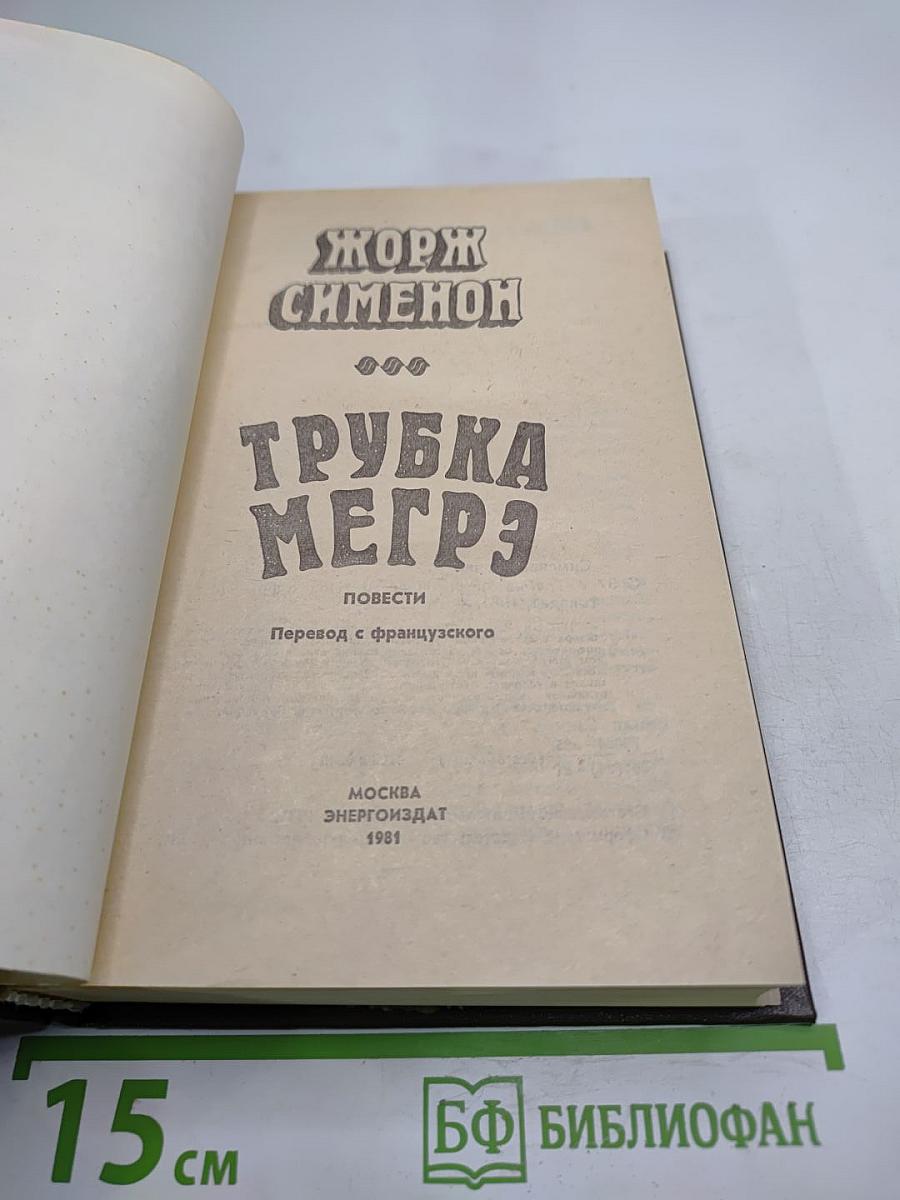 ЖОРЖ
СИМЕНОН
ТРУБКА
МЕГРЭ
ПОВЕСТИ
Перевод с французского
МОСКВА
ЭНЕРГОИЗДАТ
1981
15 см
БФ БИБЛИОФАН